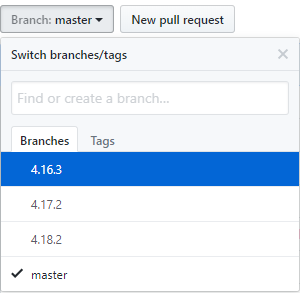 Branch: master
New pull request
Switch branches/tags
Find or create a branch...
Branches
Tags
4.16.3
4.17.2
4.18.2
master